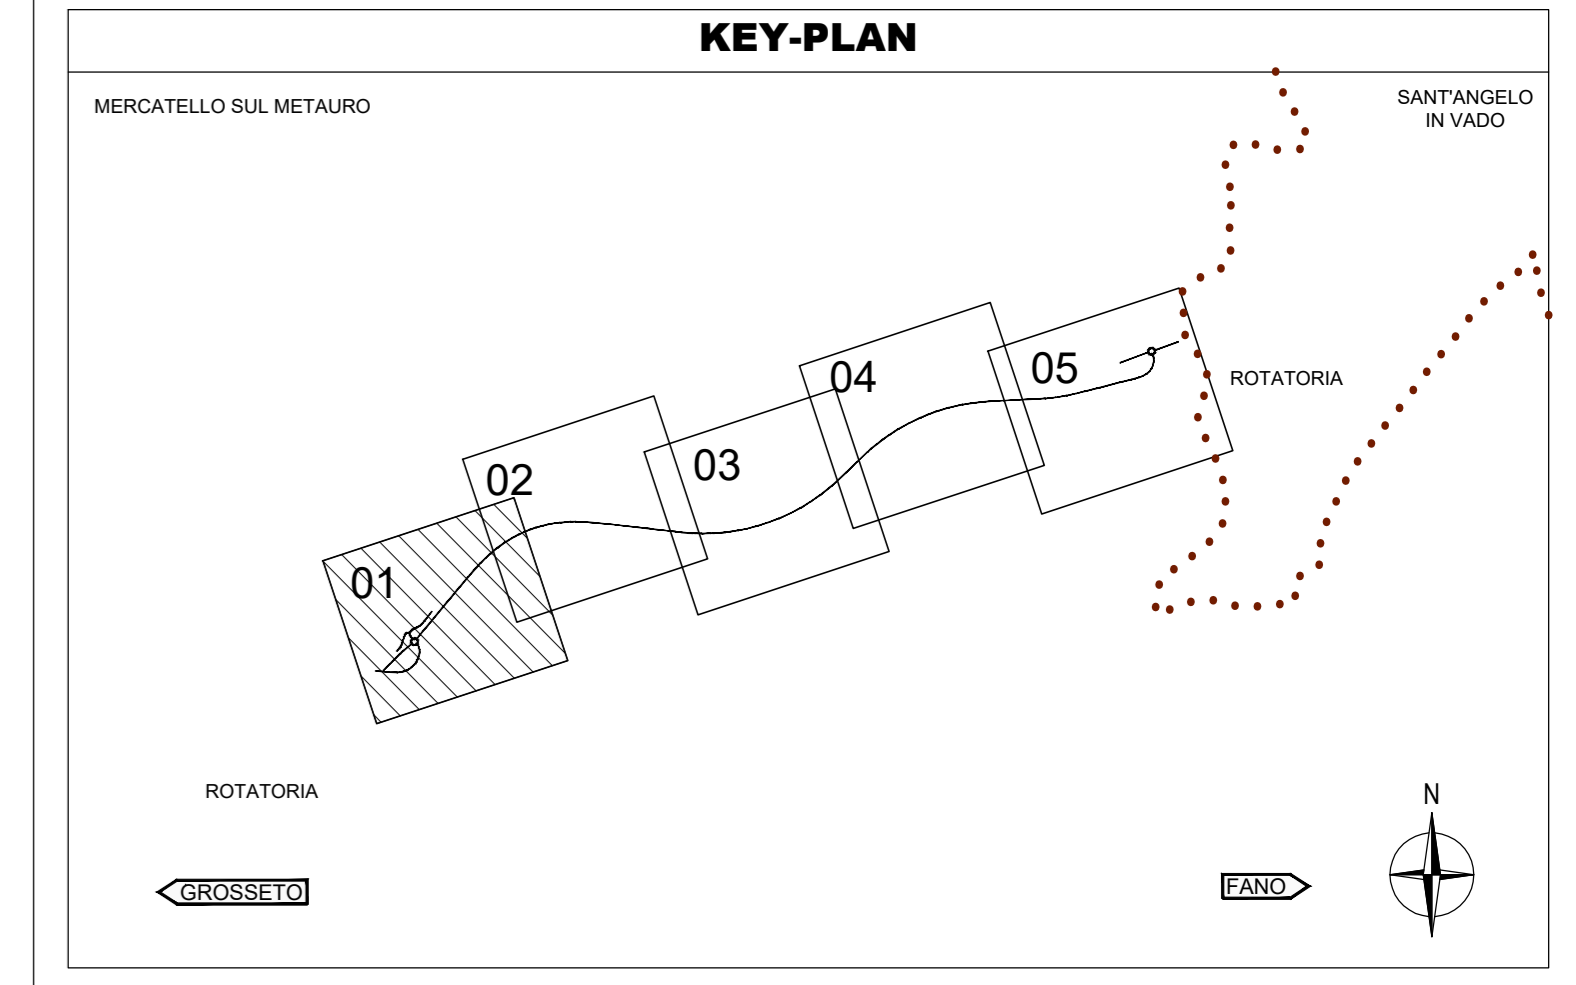 KEY-PLAN
MERCATELLO SUL METAURO
SANT'ANGELO
IN VADO
04
05
ROTATORIA
02
03
01
ROTATORIA
N
GROSSETO
FANO